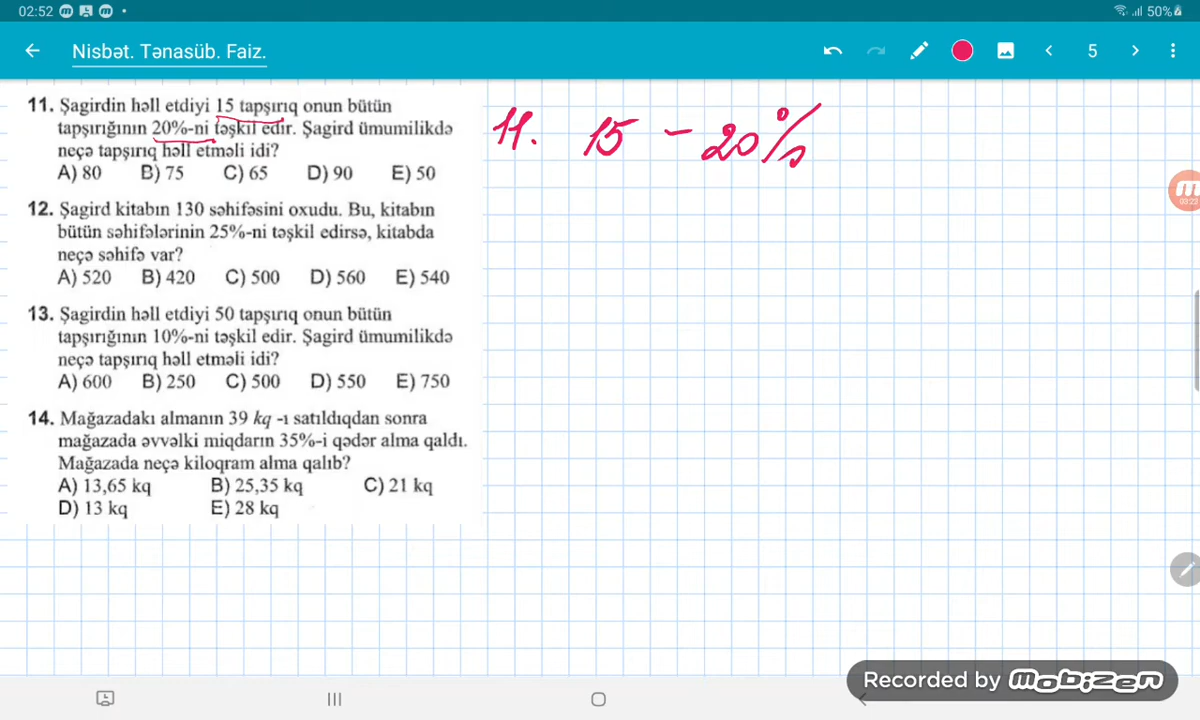 02:52 50%
Nisbət. Tənasüb. Faiz. 5
11. Şagirdin həll etdiyi 15 tapşırıq onun bütün
tapşırığının 20%-ni təşkil edir. Şagird ümumilikdə
neçə tapşırıq həll etməli idi?
A) 80 B) 75 C) 65 D) 90 E) 50
12. Şagird kitabın 130 səhifəsini oxudu. Bu, kitabın
bütün səhifələrinin 25%-ni təşkil edirsə, kitabda
neçə səhifə var?
A) 520 B) 420 C) 500 D) 560 E) 540
13. Şagirdin həll etdiyi 50 tapşırıq onun bütün
tapşırığının 10%-ni təşkil edir. Şagird ümumilikdə
neçə tapşırıq həll etməli idi?
A) 600 B) 250 C) 500 D) 550 E) 750
14. Mağazadakı almanın 39 kq -ı satıldıqdan sonra
mağazada əvvəlki miqdarın 35%-i qədər alma qaldı.
Mağazada neçə kiloqram alma qalıb?
A) 13,65 kq B) 25,35 kq C) 21 kq
D) 13 kq E) 28 kq
11. 15 - 20%
03:22
Recorded by Mobizen